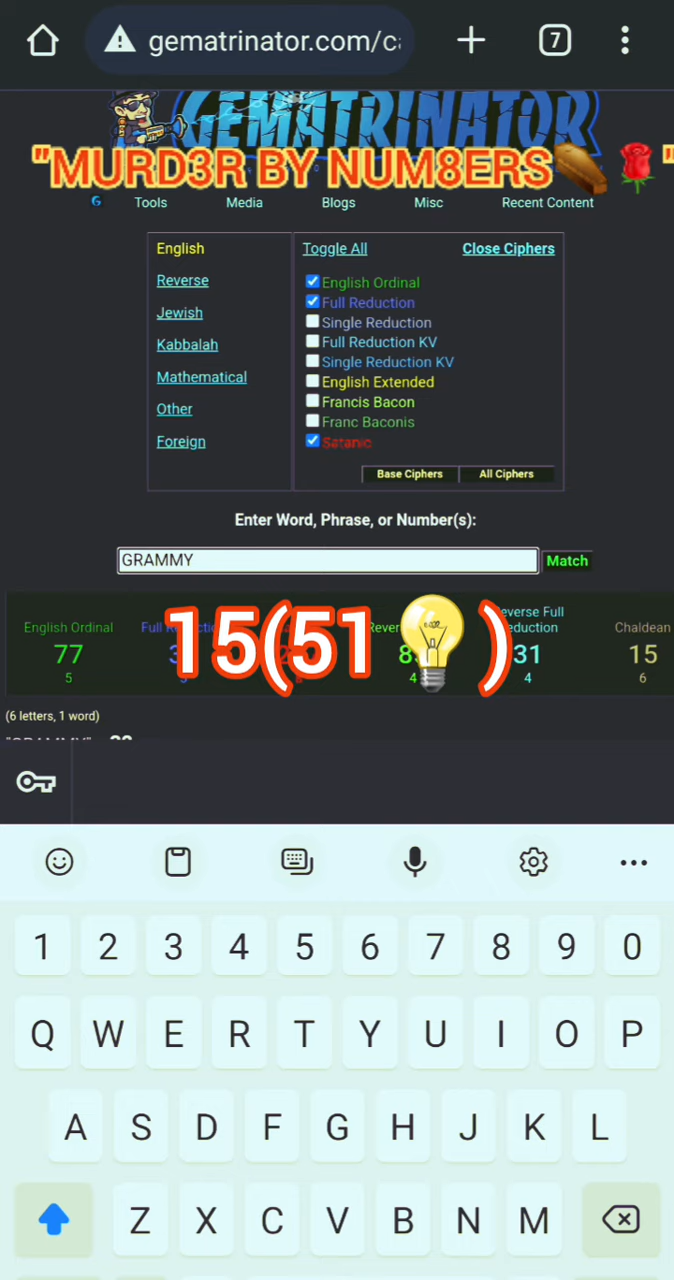 gematrinator.com/c
7
GEMATRINATOR
"MURD3R BY NUM8ERS⚰️🌹"
Tools Media Blogs Misc Recent Content
English
Reverse
Jewish
Kabbalah
Mathematical
Other
Foreign
Toggle All Close Ciphers
English Ordinal
Full Reduction
Single Reduction
Full Reduction KV
Single Reduction KV
English Extended
Francis Bacon
Franc Baconis
Satanic
Base Ciphers All Ciphers
Enter Word, Phrase, or Number(s):
GRAMMY Match
15(51💡)
English Ordinal
77
5
31
4
Chaldean
15
6
(6 letters, 1 word)
1 2 3 4 5 6 7 8 9 0
Q W E R T Y U I O P
A S D F G H J K L
Z X C V B N M